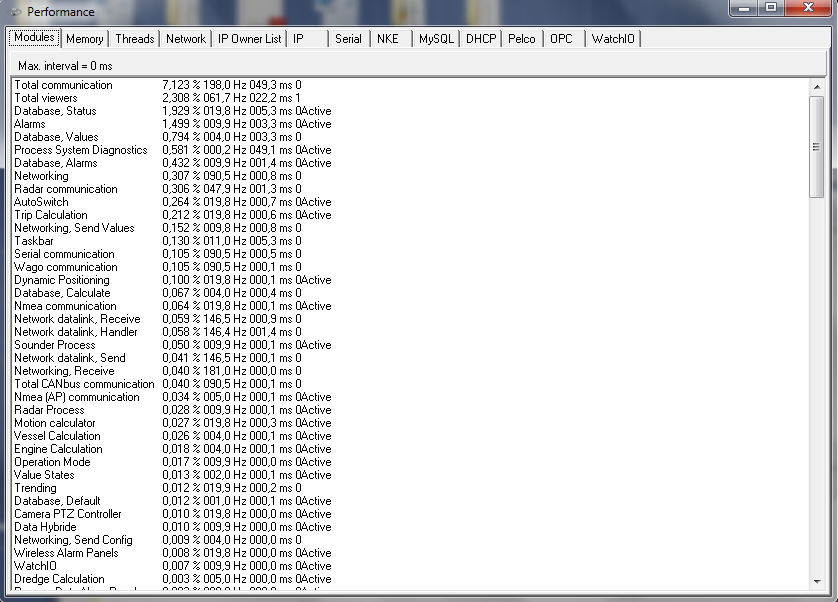 Performance
Modules Memory Threads Network IP Owner List IP Serial NKE MySQL DHCP Pelco OPC WatchIO
Max. interval = 0 ms
Total communication 7,123 % 198,0 Hz 049,3 ms 0
Total viewers 2,308 % 061,7 Hz 022,2 ms 1
Database, Status 1,929 % 019,8 Hz 005,3 ms 0Active
Alarms 1,499 % 009,9 Hz 003,3 ms 0Active
Database, Values 0,794 % 004,0 Hz 003,3 ms 0
Process System Diagnostics 0,581 % 000,2 Hz 049,1 ms 0Active
Database, Alarms 0,432 % 009,9 Hz 001,4 ms 0Active
Networking 0,307 % 090,5 Hz 000,8 ms 0
Radar communication 0,306 % 047,9 Hz 001,3 ms 0
AutoSwitch 0,264 % 019,8 Hz 000,7 ms 0Active
Trip Calculation 0,212 % 019,8 Hz 000,6 ms 0Active
Networking, Send Values 0,152 % 009,8 Hz 000,8 ms 0
Taskbar 0,130 % 011,0 Hz 005,3 ms 0
Serial communication 0,105 % 090,5 Hz 000,5 ms 0
Wago communication 0,105 % 090,5 Hz 000,1 ms 0
Dynamic Positioning 0,100 % 019,8 Hz 000,1 ms 0Active
Database, Calculate 0,067 % 004,0 Hz 000,4 ms 0
Nmea communication 0,064 % 019,8 Hz 000,1 ms 0Active
Network datalink, Receive 0,059 % 146,5 Hz 000,9 ms 0
Network datalink, Handler 0,058 % 146,4 Hz 001,4 ms 0
Sounder Process 0,050 % 009,9 Hz 000,1 ms 0Active
Network datalink, Send 0,041 % 146,5 Hz 000,1 ms 0
Networking, Receive 0,040 % 181,0 Hz 000,0 ms 0
Total CANbus communication 0,040 % 090,5 Hz 000,1 ms 0
Nmea (AP) communication 0,034 % 005,0 Hz 000,1 ms 0Active
Radar Process 0,028 % 009,9 Hz 000,1 ms 0Active
Motion calculator 0,027 % 019,8 Hz 000,3 ms 0Active
Vessel Calculation 0,026 % 004,0 Hz 000,1 ms 0Active
Engine Calculation 0,018 % 004,0 Hz 000,1 ms 0Active
Operation Mode 0,017 % 009,9 Hz 000,0 ms 0Active
Value States 0,013 % 002,0 Hz 000,1 ms 0Active
Trending 0,012 % 019,9 Hz 000,2 ms 0
Database, Default 0,012 % 001,0 Hz 000,1 ms 0Active
Camera PTZ Controller 0,010 % 019,8 Hz 000,0 ms 0Active
Data Hybride 0,010 % 009,9 Hz 000,0 ms 0Active
Networking, Send Config 0,009 % 004,0 Hz 000,0 ms 0
Wireless Alarm Panels 0,008 % 019,8 Hz 000,0 ms 0Active
WatchIO 0,007 % 009,9 Hz 000,0 ms 0Active
Dredge Calculation 0,003 % 005,0 Hz 000,0 ms 0Active